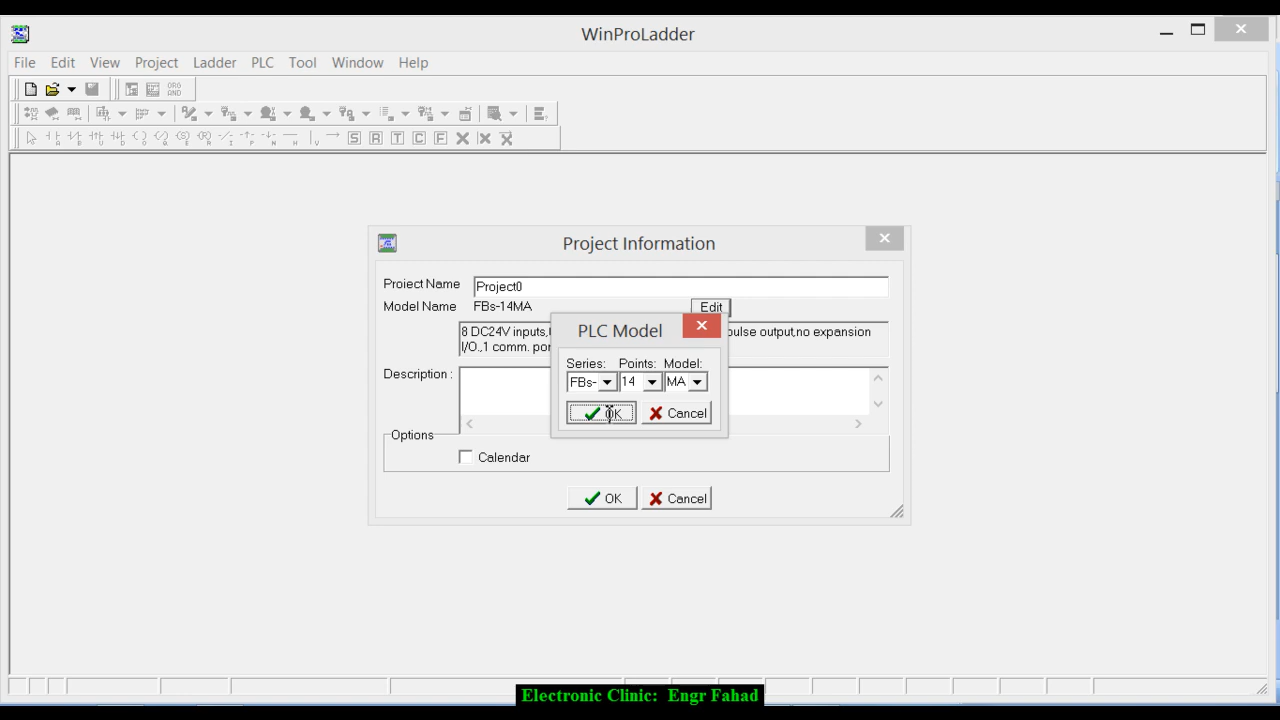 WinProLadder
File Edit View Project Ladder PLC Tool Window Help
ORG
AND
A B U D O Q S R I P N H V
S R T C F
Project Information
Project Name Project0
Model Name FBs-14MA Edit
8 DC24V inputs, pulse output,no expansion
I/O.,1 comm. por
PLC Model
Series: Points: Model:
FBs- 14 MA
OK Cancel
Description :
Options
Calendar
OK Cancel
Electronic Clinic: Engr Fahad